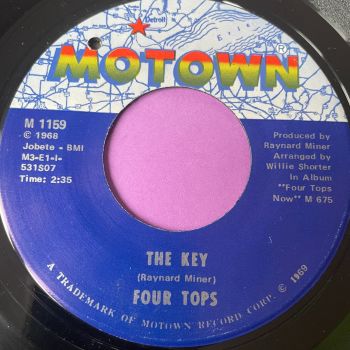 Detroit
Erie
MOTOWN®
M 1159
© 1968
Jobete - BMI
M3-E1-I-
531S07
Time: 2:35
Produced by
Raynard Miner
Arranged by
Willie Shorter
In Album
"Four Tops
Now" M 675
THE KEY
(Raynard Miner)
FOUR TOPS
A TRADEMARK OF MOTOWN RECORD CORP. © 1969